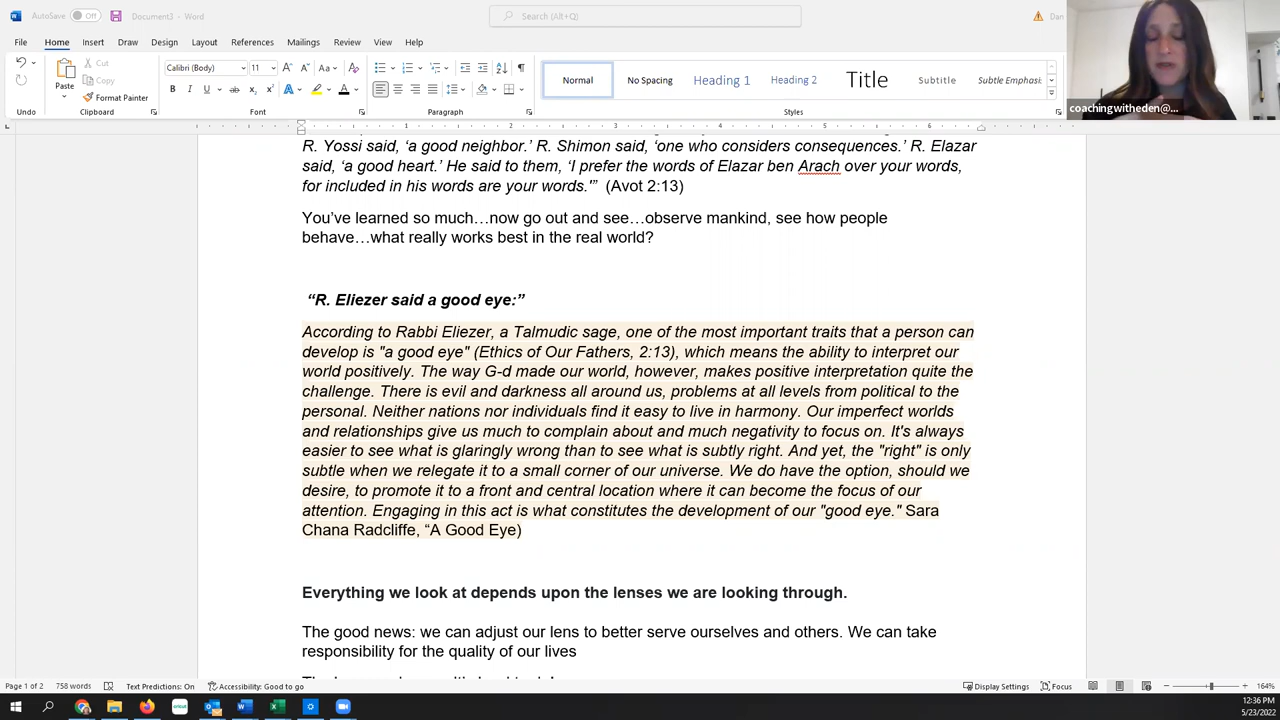 AutoSave Off Document3 - Word Search (Alt+Q) Dan
File Home Insert Draw Design Layout References Mailings Review View Help
Calibri (Body) 11 Aa
Paste Cut Copy Format Painter
B I U ab x₂ x² A A
Normal No Spacing Heading 1 Heading 2 Title Subtitle Subtle Emphasi
Undo Clipboard Font Paragraph Styles
coachingwitheden@...
1 2 3 4 5 6
R. Yossi said, ‘a good neighbor.’ R. Shimon said, ‘one who considers consequences.’ R. Elazar
said, ‘a good heart.’ He said to them, ‘I prefer the words of Elazar ben Arach over your words,
for included in his words are your words.'” (Avot 2:13)
You’ve learned so much…now go out and see…observe mankind, see how people
behave…what really works best in the real world?
“R. Eliezer said a good eye:”
According to Rabbi Eliezer, a Talmudic sage, one of the most important traits that a person can
develop is "a good eye" (Ethics of Our Fathers, 2:13), which means the ability to interpret our
world positively. The way G-d made our world, however, makes positive interpretation quite the
challenge. There is evil and darkness all around us, problems at all levels from political to the
personal. Neither nations nor individuals find it easy to live in harmony. Our imperfect worlds
and relationships give us much to complain about and much negativity to focus on. It's always
easier to see what is glaringly wrong than to see what is subtly right. And yet, the "right" is only
subtle when we relegate it to a small corner of our universe. We do have the option, should we
desire, to promote it to a front and central location where it can become the focus of our
attention. Engaging in this act is what constitutes the development of our "good eye." Sara
Chana Radcliffe, “A Good Eye)
Everything we look at depends upon the lenses we are looking through.
The good news: we can adjust our lens to better serve ourselves and others. We can take
responsibility for the quality of our lives
Page 1 of 2 758 words Text Predictions: On Accessibility: Good to go Display Settings Focus 164%
12:36 PM
5/23/2022